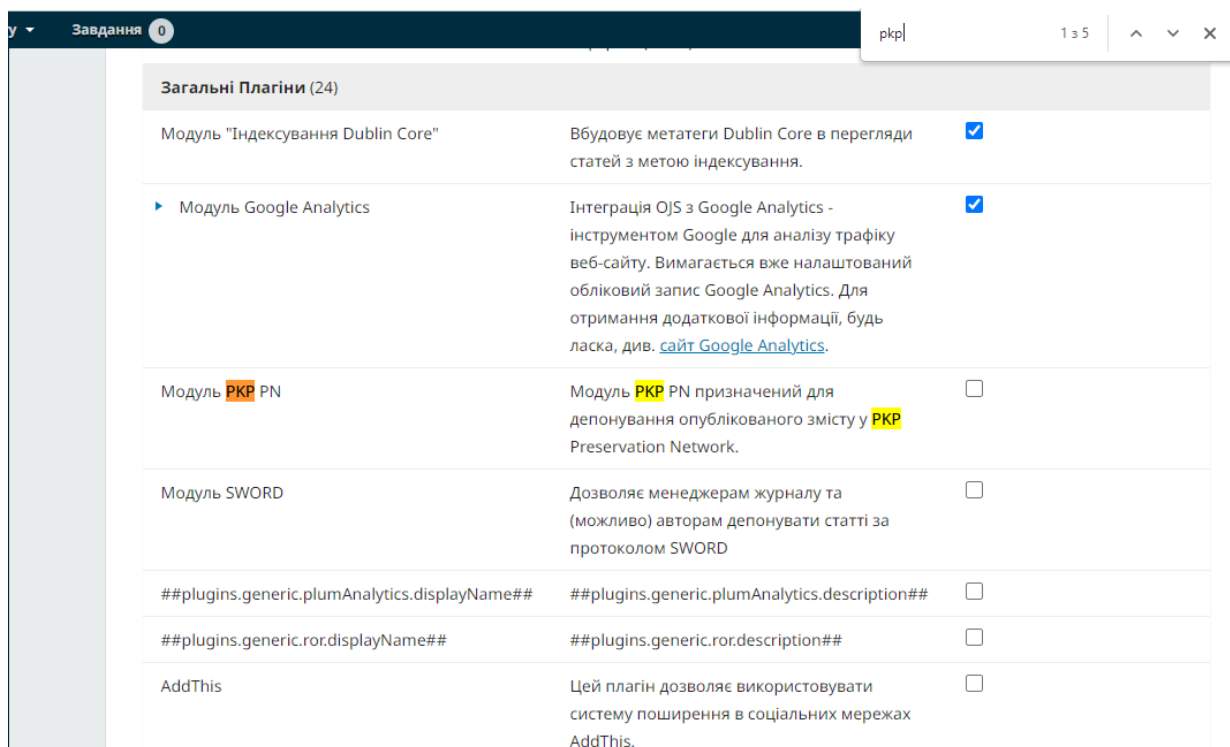 у
Завдання 0
pkp
1 з 5
Загальні Плагіни (24)
Модуль "Індексування Dublin Core"
Вбудовує метатеги Dublin Core в перегляди
статей з метою індексування.
Модуль Google Analytics
Інтеграція OJS з Google Analytics -
інструментом Google для аналізу трафіку
веб-сайту. Вимагається вже налаштований
обліковий запис Google Analytics. Для
отримання додаткової інформації, будь
ласка, див. сайт Google Analytics.
Модуль PKP PN
Модуль PKP PN призначений для
депонування опублікованого змісту у PKP
Preservation Network.
Модуль SWORD
Дозволяє менеджерам журналу та
(можливо) авторам депонувати статті за
протоколом SWORD
##plugins.generic.plumAnalytics.displayName##
##plugins.generic.plumAnalytics.description##
##plugins.generic.ror.displayName##
##plugins.generic.ror.description##
AddThis
Цей плагін дозволяє використовувати
систему поширення в соціальних мережах
AddThis.